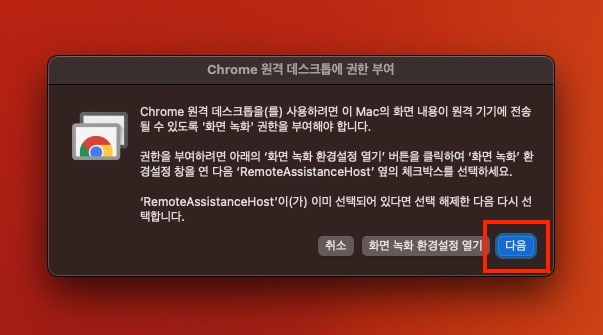 Chrome 원격 데스크톱에 권한 부여
Chrome 원격 데스크톱을(를) 사용하려면 이 Mac의 화면 내용이 원격 기기에 전송
될 수 있도록 '화면 녹화' 권한을 부여해야 합니다.
권한을 부여하려면 아래의 '화면 녹화 환경설정 열기' 버튼을 클릭하여 '화면 녹화' 환
경설정 창을 연 다음 'RemoteAssistanceHost' 옆의 체크박스를 선택하세요.
'RemoteAssistanceHost'이(가) 이미 선택되어 있다면 선택 해제한 다음 다시 선
택합니다.
취소 화면 녹화 환경설정 열기 다음